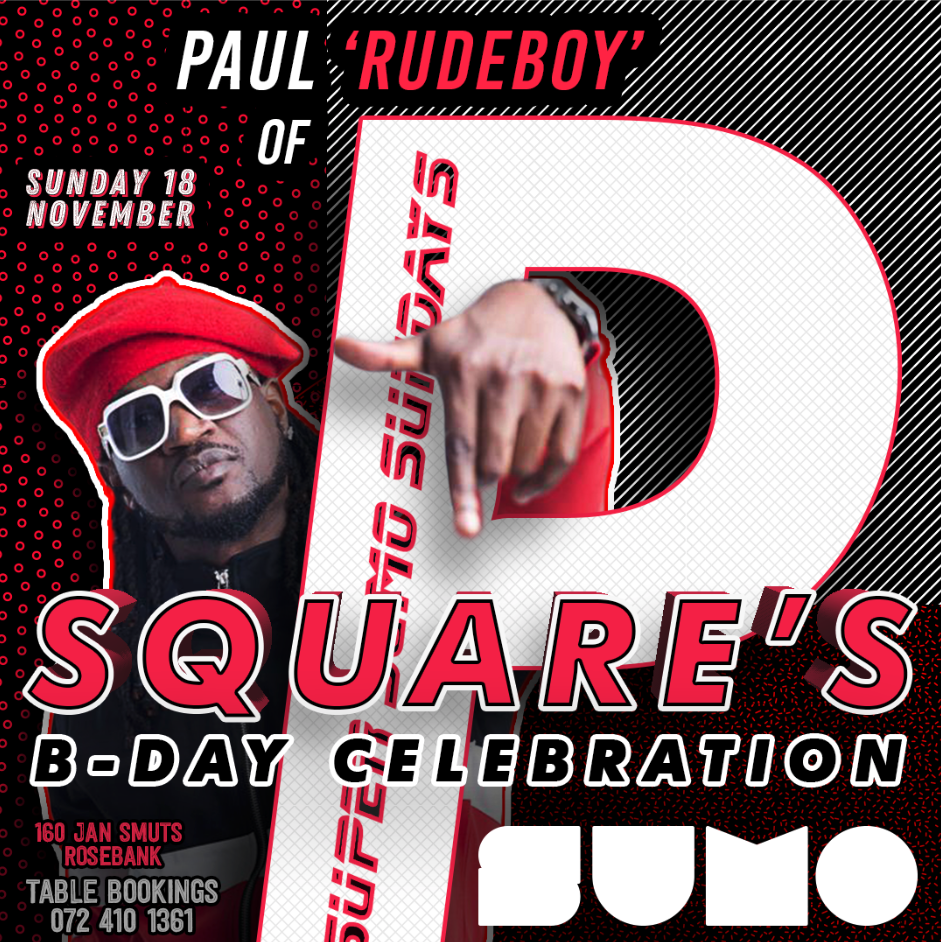 PAUL 'RUDEBOY'
OF
SUNDAY 18
NOVEMBER
P
SUPER SUMO SUNDAYS
SQUARE'S
B-DAY CELEBRATION
160 JAN SMUTS
ROSEBANK
TABLE BOOKINGS
072 410 1361
SUMO